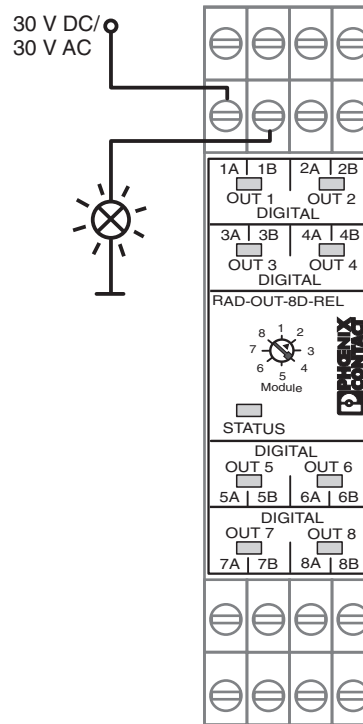 30 V DC/
30 V AC
1A 1B 2A 2B
OUT 1 OUT 2
DIGITAL
3A 3B 4A 4B
OUT 3 OUT 4
DIGITAL
RAD-OUT-8D-REL
8 1 2
7 3
6 5 4
Module
PHŒNIX
CONTACT
STATUS
DIGITAL
OUT 5 OUT 6
5A 5B 6A 6B
DIGITAL
OUT 7 OUT 8
7A 7B 8A 8B